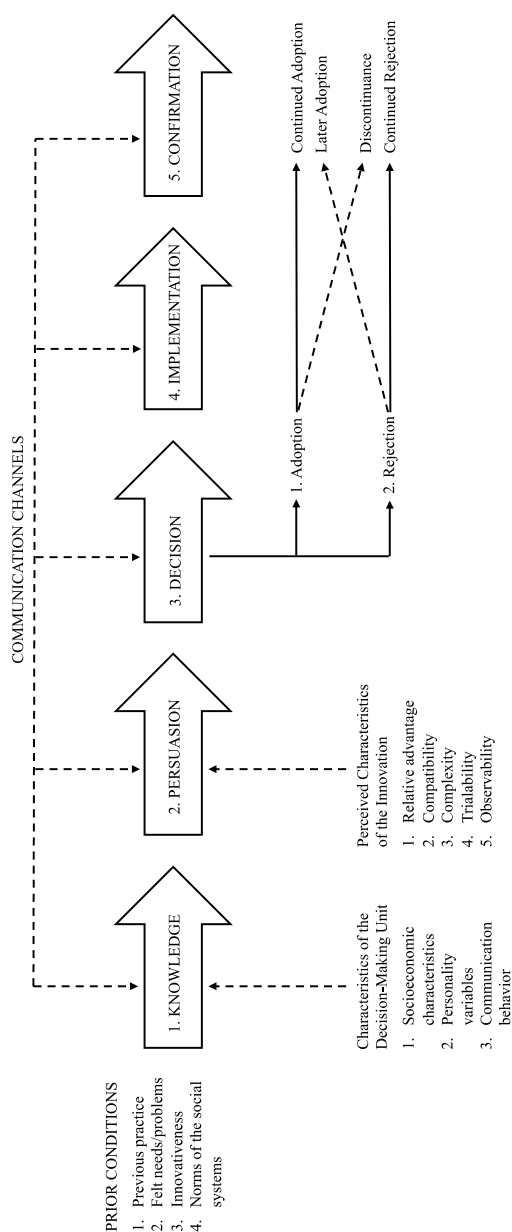 COMMUNICATION CHANNELS
PRIOR CONDITIONS
1. Previous practice
2. Felt needs/problems
3. Innovativeness
4. Norms of the social
systems
1. KNOWLEDGE
2. PERSUASION
3. DECISION
4. IMPLEMENTATION
5. CONFIRMATION
Characteristics of the
Decision-Making Unit
1. Socioeconomic
characteristics
2. Personality
variables
3. Communication
behavior
Perceived Characteristics
of the Innovation
1. Relative advantage
2. Compatibility
3. Complexity
4. Trialability
5. Observability
1. Adoption
2. Rejection
Continued Adoption
Later Adoption
Discontinuance
Continued Rejection